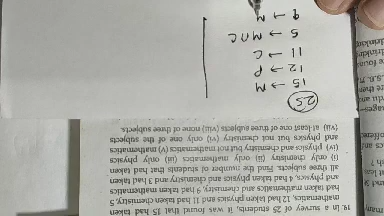 19. In a survey of 25 students, it was found that 15 had taken
mathematics, 12 had taken physics and 11 had taken chemistry, 5
had taken mathematics and chemistry, 9 had taken mathematics
and physics, 4 had taken physics and chemistry and 3 had taken
all three subjects. Find the number of students that had taken
(i) only chemistry (ii) only mathematics (iii) only physics
(iv) physics and chemistry but not mathematics (v) mathematics
and physics but not chemistry (vi) only one of the subjects
(vii) at least one of three subjects (viii) none of three subjects.
25
15 → M
12 → P
11 → C
5 → M∩C
9 → M